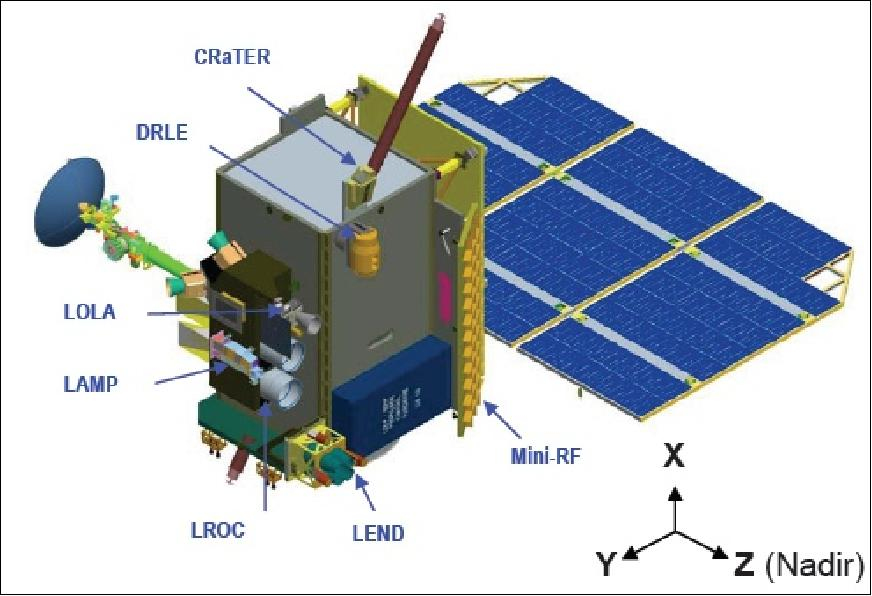 CRaTER
DRLE
LOLA
LAMP
Mini-RF
X
LROC
LEND
Y
Z (Nadir)